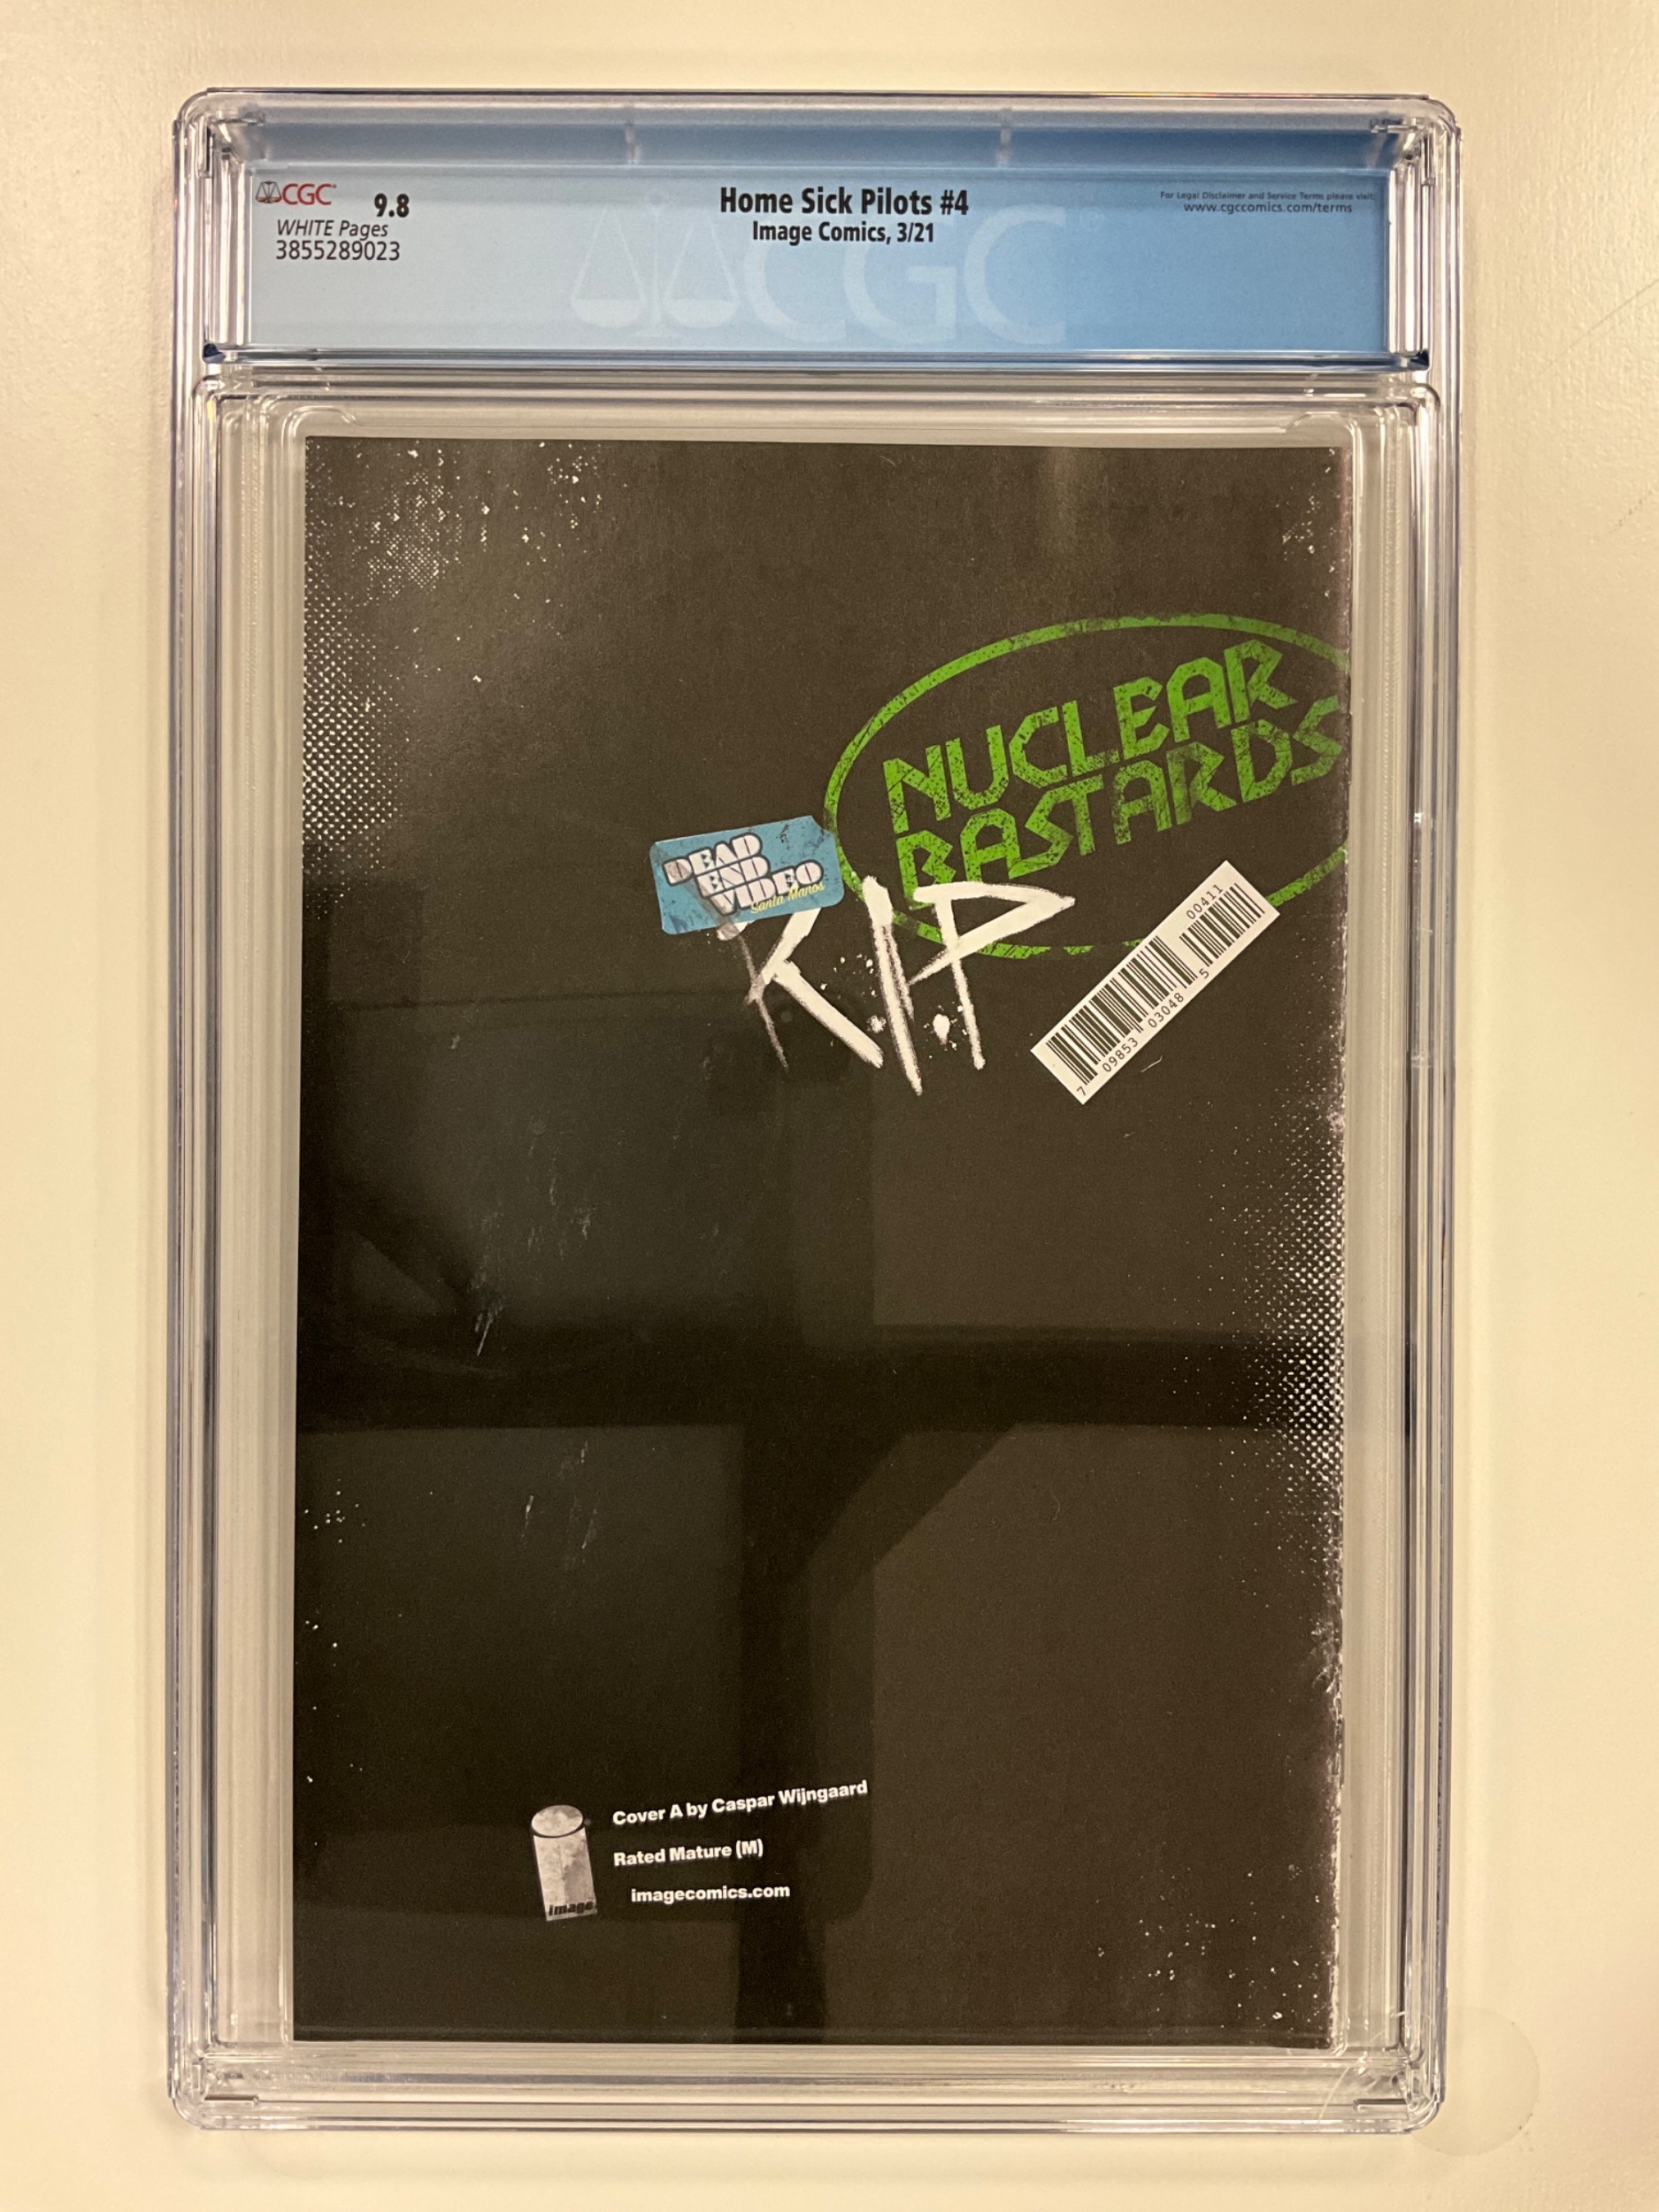 CGC 9.8
WHITE Pages
3855289023
Home Sick Pilots #4
Image Comics, 3/21
For Legal Disclaimer and Service Terms please visit:
www.cgccomics.com/terms
CGC
NUCLEAR
BASTARDS
DEAD
END
VIDEO
Santa Manos
R.I.P
00411
7 09853 03048 5
Cover A by Caspar Wijngaard
Rated Mature (M)
imagecomics.com
image